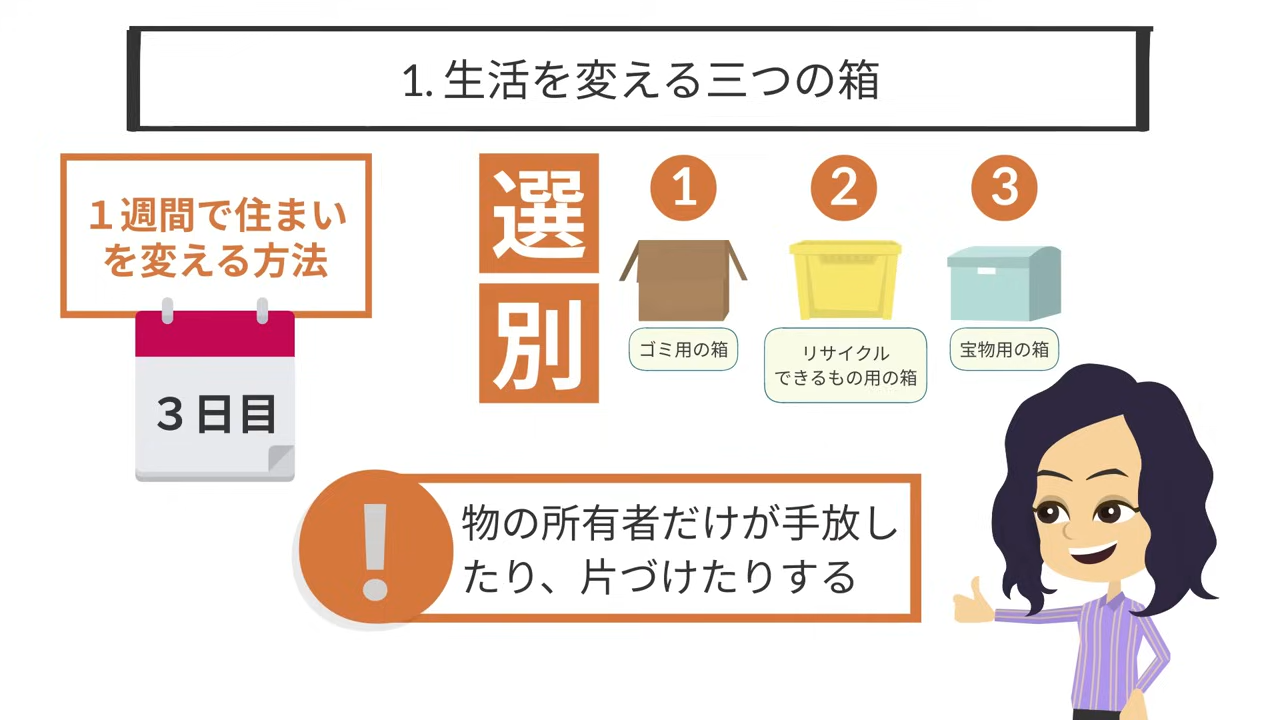 1. 生活を変える三つの箱
１週間で住まい
を変える方法
３日目
選
別
1
2
3
ゴミ用の箱
リサイクル
できるもの用の箱
宝物用の箱
!
物の所有者だけが手放し
たり、片づけたりする